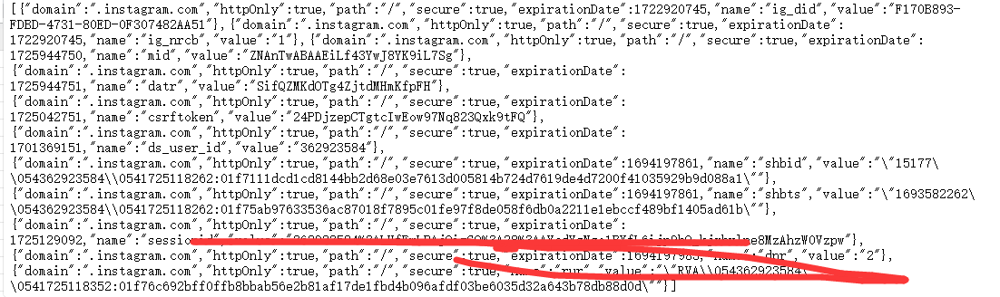 [{"domain":".instagram.com","httpOnly":true,"path":"/","secure":true,"expirationDate":1722920745,"name":"ig_did","value":"F170B893-
FDBD-4731-80ED-0F307482AA51"},{"domain":".instagram.com","httpOnly":true,"path":"/","secure":true,"expirationDate":
1722920745,"name":"ig_nrcb","value":"1"},{"domain":".instagram.com","httpOnly":true,"path":"/","secure":true,"expirationDate":
1725944750,"name":"mid","value":"ZNAnTwABAAEiLf43YwJ8YK9iL7Sg"},
{"domain":".instagram.com","httpOnly":true,"path":"/","secure":true,"expirationDate":
1725944751,"name":"datr","value":"SifQZMKdOTg4ZjtdMHmKfpFH"},
{"domain":".instagram.com","httpOnly":true,"path":"/","secure":true,"expirationDate":
1725042751,"name":"csrftoken","value":"24PDjzepCTgtcIwEow97Nq823Qxk9tFQ"},
{"domain":".instagram.com","httpOnly":true,"path":"/","secure":true,"expirationDate":
1701369151,"name":"ds_user_id","value":"362923584"},
{"domain":".instagram.com","httpOnly":true,"path":"/","secure":true,"expirationDate":1694197861,"name":"shbid","value":"\"15177\
\054362923584\\0541725118262:01f7111dcd1cd8144bb2d68e03e7613d005814b724d7619de4d7200f41035929b9d088a1\""},
{"domain":".instagram.com","httpOnly":true,"path":"/","secure":true,"expirationDate":1694197861,"name":"shbts","value":"\"1693582262\
\054362923584\\0541725118262:01f75ab97633536ac87018f7895c01fe97f8de058f6db0a2211e1ebccf489bf1405ad61b\""},
{"domain":".instagram.com","httpOnly":true,"path":"/","secure":true,"expirationDate":
1725129092,"name":"sessionid","value":
{"domain":".instagram.com","httpOnly":true,"path":"/","secure":true,"expirationDate":1694197983,"name":"dpr","value":"2"},
{"domain":".instagram.com","httpOnly":true,"path":"/","secure":true,"name":"rur","value":"\"RVA\\054362923584\
\0541725118352:01f76c692bff0ffb8bbab56e2b81af17de1fbd4b096afdf03be6035d32a643b78db88d0d\""}]